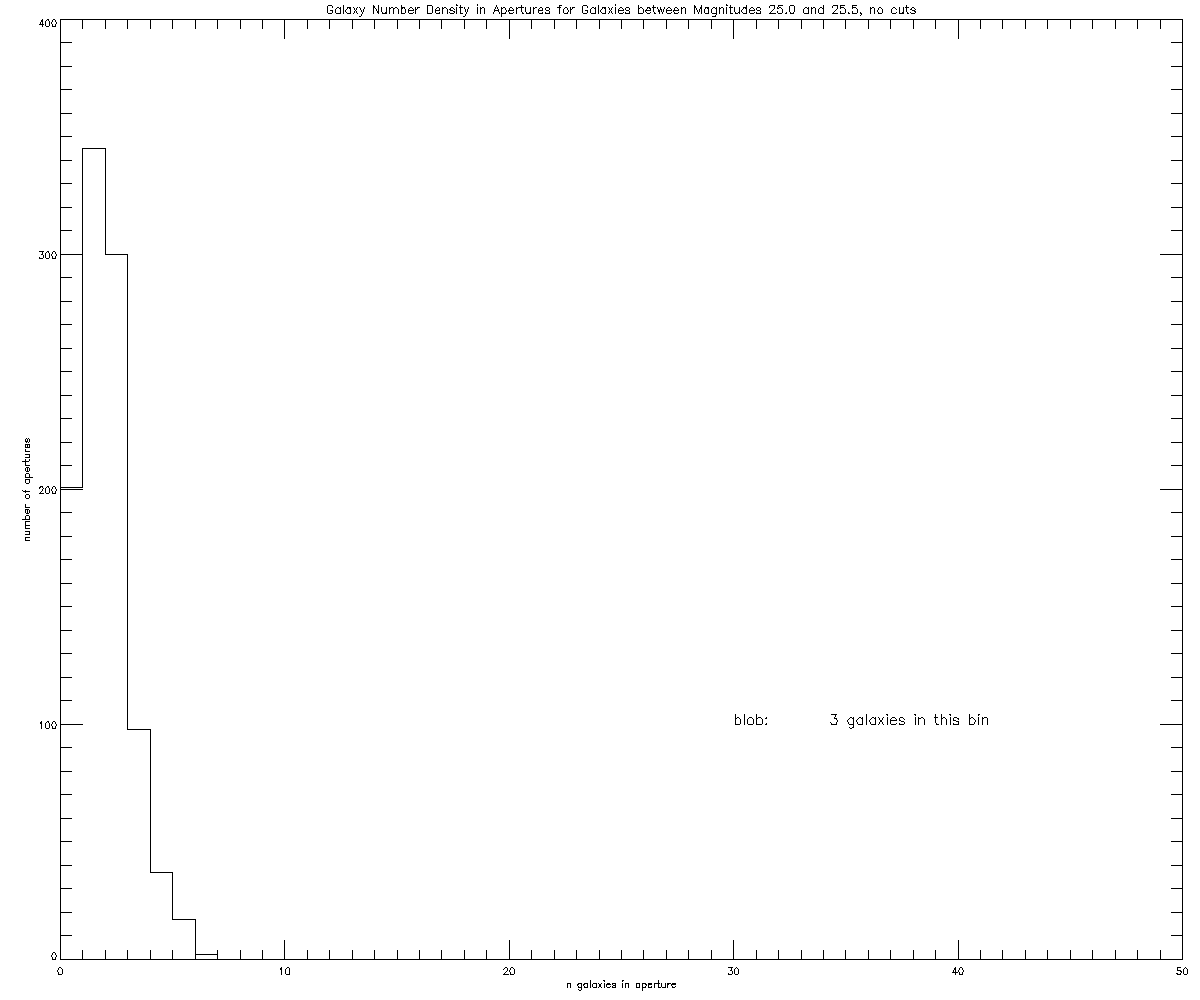 Galaxy Number Density in Apertures for Galaxies between Magnitudes 25.0 and 25.5, no cuts
400
300
200
100
0
number of apertures
blob: 3 galaxies in this bin
0 10 20 30 40 50
n galaxies in aperture